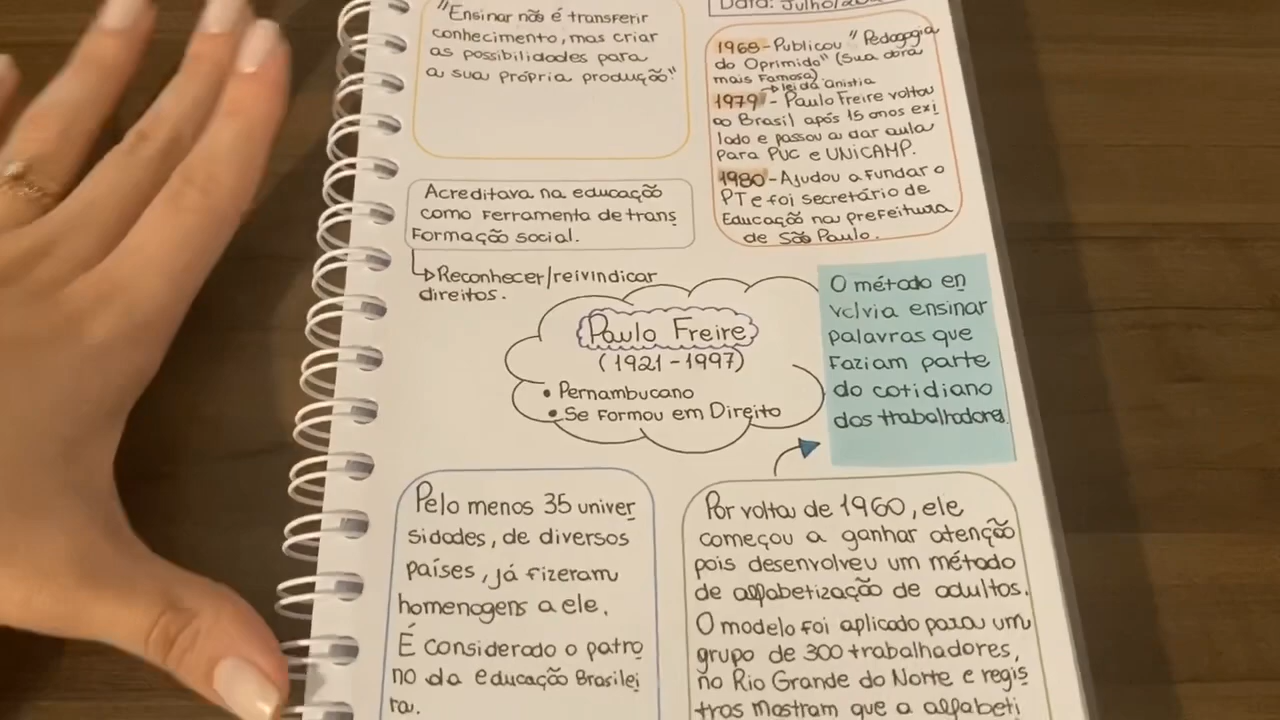 "Ensinar não é transferir
conhecimento, mas criar
as possibilidades para
a sua própria produção"
Data: Julho/
1968 - Publicou "Pedagogia
do Oprimido" (Sua obra
mais famosa)
→ lei da Anistia
1979 - Paulo Freire voltou
ao Brasil após 15 anos exi
lado e passou a dar aula
para PUC e UNICAMP.
1980 - Ajudou a fundar o
PT e foi secretário de
Educação na prefeitura
de São Paulo.
Acreditava na educação
como ferramenta de trans
formação social.
Reconhecer/reivindicar
direitos.
Paulo Freire
(1921-1997)
• Pernambucano
• Se formou em Direito
O método en
volvia ensinar
palavras que
faziam parte
do cotidiano
dos trabalhadores.
Pelo menos 35 univer
sidades, de diversos
países, já fizeram
homenagens a ele.
É considerado o patro
no da educação Brasilei
ra.
Por volta de 1960, ele
começou a ganhar atenção
pois desenvolveu um método
de alfabetização de adultos.
O modelo foi aplicado para um
grupo de 300 trabalhadores,
no Rio Grande do Norte e regis
tros mostram que a alfabeti